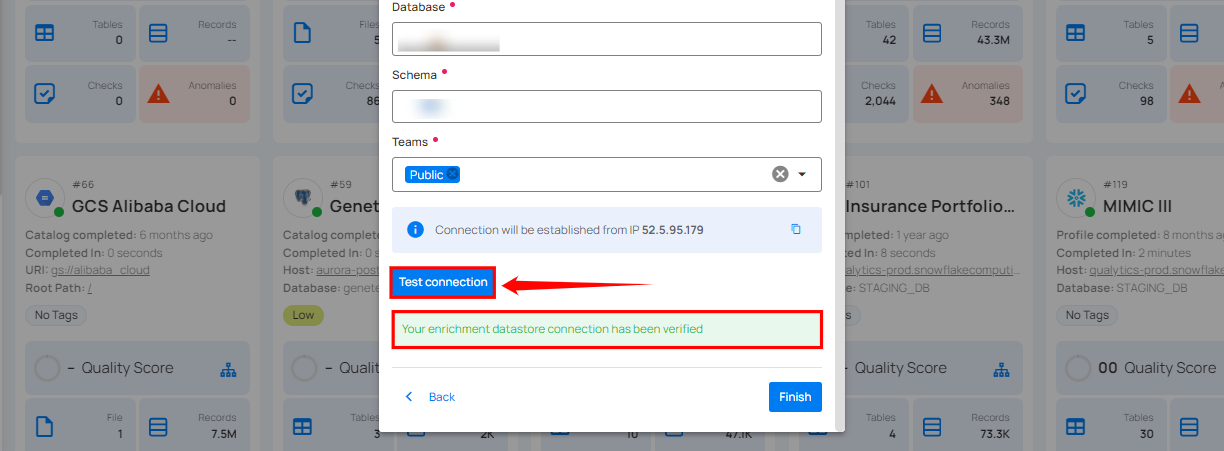 Tables
0
Records
--
Files
5
Tables
42
Records
43.3M
Tables
5
Records
Checks
0
Anomalies
0
Checks
86
Checks
2,044
Anomalies
348
Checks
98
Database
Schema
Teams
Public
Connection will be established from IP 52.5.95.179
Test connection
Your enrichment datastore connection has been verified
Back
Finish
#66
GCS Alibaba Cloud
Catalog completed: 6 months ago
Completed In: 0 seconds
URI: gs://alibaba_cloud
Root Path: /
No Tags
– Quality Score
File
1
Records
7.5M
#59
Genet
Catalog completed:
Completed In: 0 s
Host: aurora-post
Database: genete
Low
– Quality Score
Tables
3
2K
10
47.1K
#101
Insurance Portfolio...
completed: 1 year ago
In: 8 seconds
qualytics-prod.snowflakecomputi...
STAGING_DB
Quality Score
Tables
4
Records
73.3K
#119
MIMIC III
Profile completed: 8 months ago
Completed In: 2 minutes
Host: qualytics-prod.snowflakecomputi
Database: STAGING_DB
No Tags
00 Quality Score
Tables
30
Records